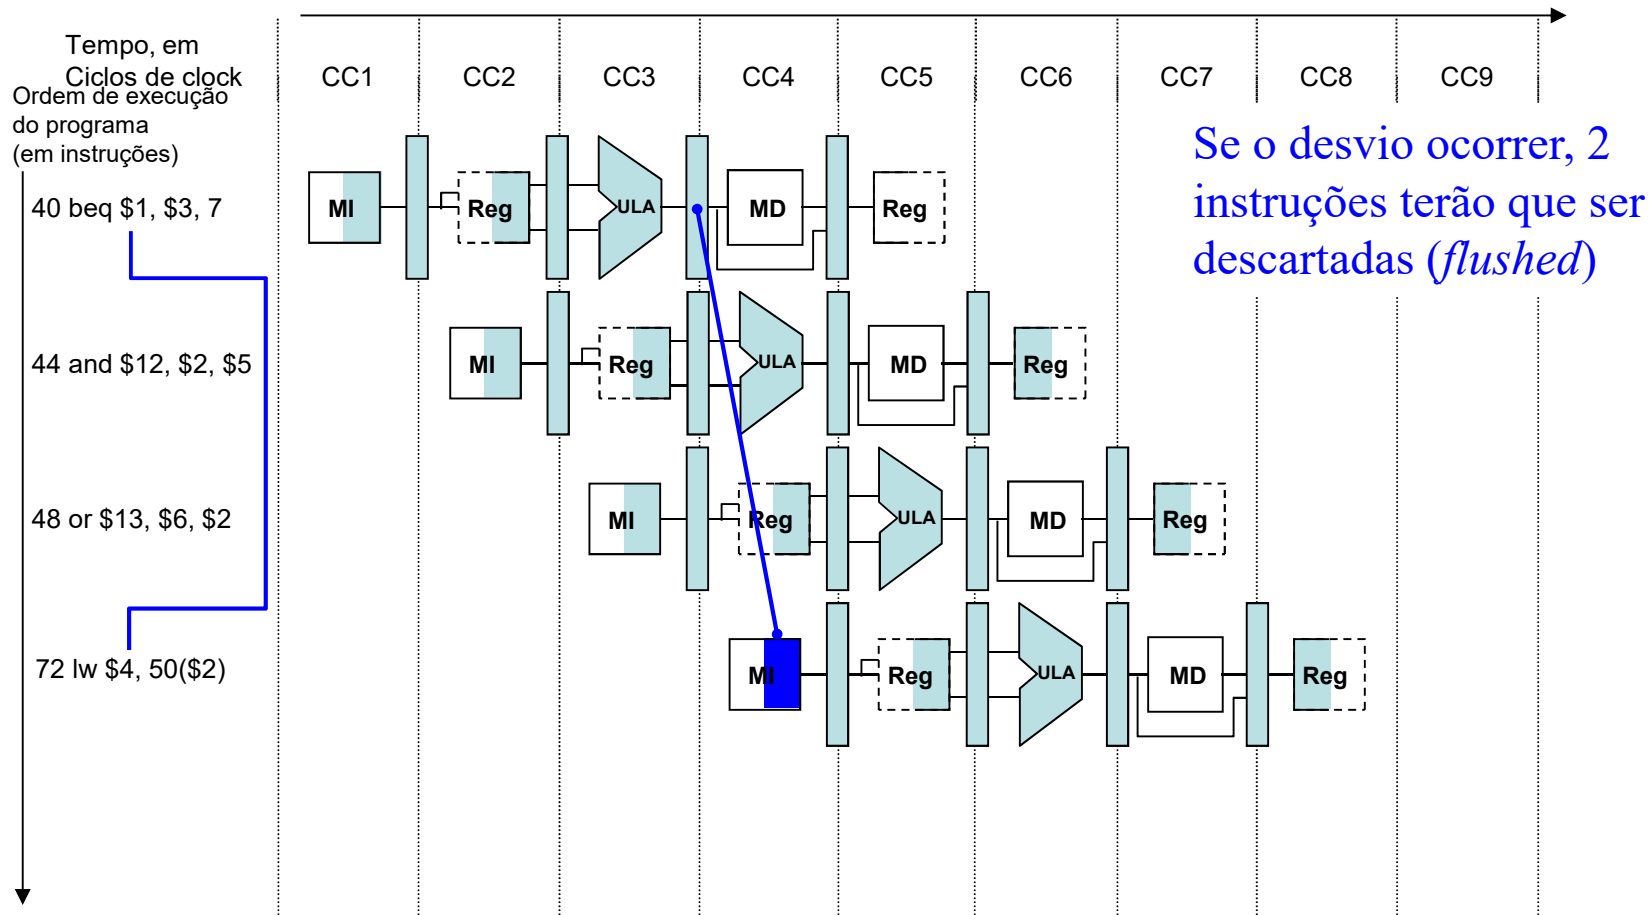 Tempo, em
Ciclos de clock
CC1 CC2 CC3 CC4 CC5 CC6 CC7 CC8 CC9
Ordem de execução
do programa
(em instruções)
Se o desvio ocorrer, 2
instruções terão que ser
descartadas (flushed)
40 beq $1, $3, 7
MI Reg ULA MD Reg
44 and $12, $2, $5
MI Reg ULA MD Reg
48 or $13, $6, $2
MI Reg ULA MD Reg
72 lw $4, 50($2)
MI Reg ULA MD Reg